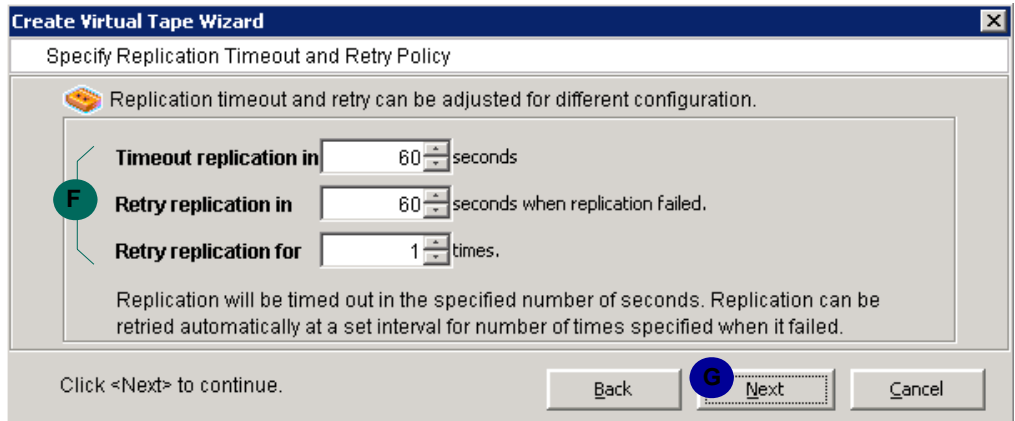 Create Virtual Tape Wizard
Specify Replication Timeout and Retry Policy
Replication timeout and retry can be adjusted for different configuration.
Timeout replication in 60 seconds
F
Retry replication in 60 seconds when replication failed.
Retry replication for 1 times.
Replication will be timed out in the specified number of seconds. Replication can be
retried automatically at a set interval for number of times specified when it failed.
Click <Next> to continue.
Back
G
Next
Cancel